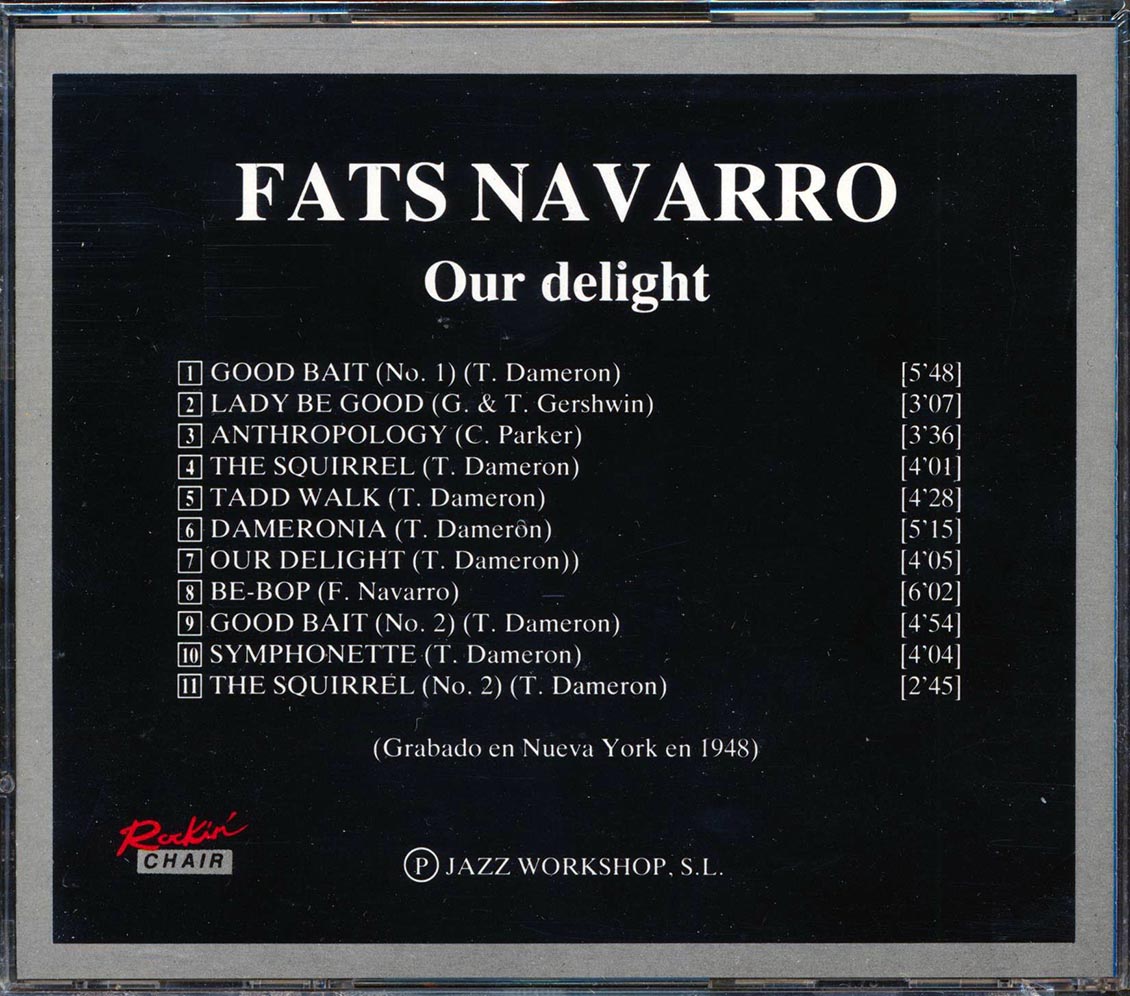 FATS NAVARRO
Our delight
1 GOOD BAIT (No. 1) (T. Dameron) [5'48]
2 LADY BE GOOD (G. & T. Gershwin) [3'07]
3 ANTHROPOLOGY (C. Parker) [3'36]
4 THE SQUIRREL (T. Dameron) [4'01]
5 TADD WALK (T. Dameron) [4'28]
6 DAMERONIA (T. Dameron) [5'15]
7 OUR DELIGHT (T. Dameron)) [4'05]
8 BE-BOP (F. Navarro) [6'02]
9 GOOD BAIT (No. 2) (T. Dameron) [4'54]
10 SYMPHONETTE (T. Dameron) [4'04]
11 THE SQUIRREL (No. 2) (T. Dameron) [2'45]
(Grabado en Nueva York en 1948)
Rockin'
CHAIR
Ⓟ JAZZ WORKSHOP, S.L.